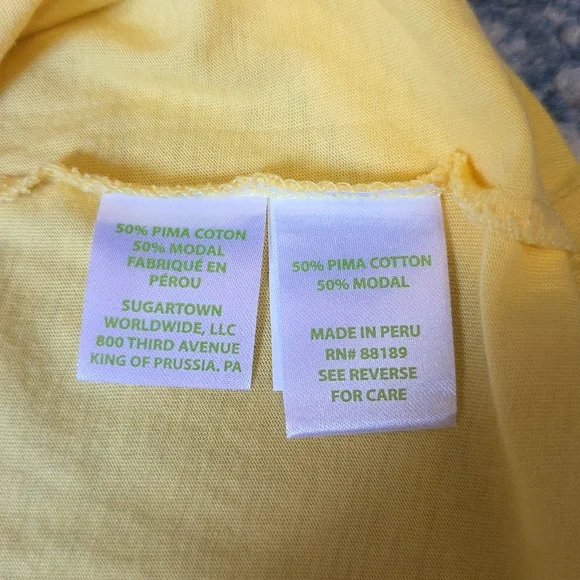 50% PIMA COTON
50% MODAL
FABRIQUÉ EN
PÉROU
SUGARTOWN
WORLDWIDE, LLC
800 THIRD AVENUE
KING OF PRUSSIA. PA
50% PIMA COTTON
50% MODAL
MADE IN PERU
RN# 88189
SEE REVERSE
FOR CARE